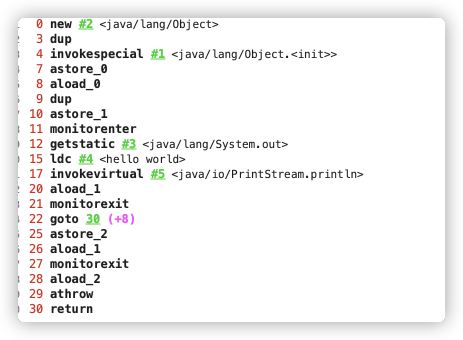 0 new #2 <java/lang/Object>
3 dup
4 invokespecial #1 <java/lang/Object.<init>>
7 astore_0
8 aload_0
9 dup
10 astore_1
11 monitorenter
12 getstatic #3 <java/lang/System.out>
15 ldc #4 <hello world>
17 invokevirtual #5 <java/io/PrintStream.println>
20 aload_1
21 monitorexit
22 goto 30 (+8)
25 astore_2
26 aload_1
27 monitorexit
28 aload_2
29 athrow
30 return